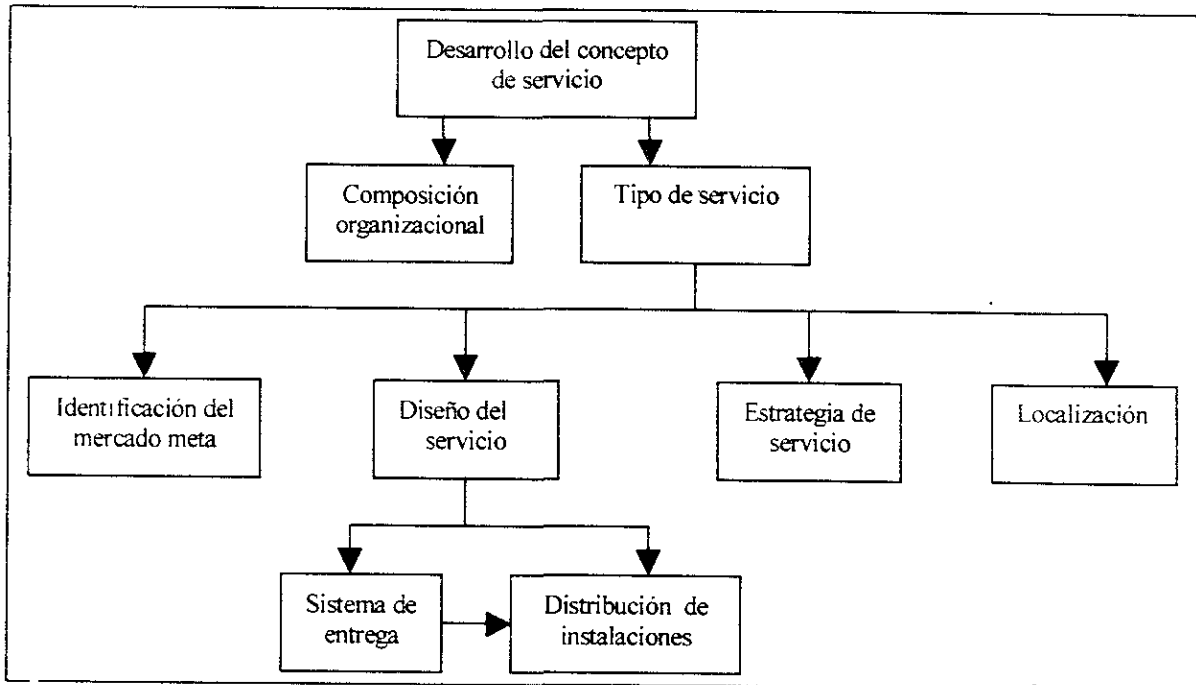 Desarrollo del concepto
de servicio
Composición
organizacional
Tipo de servicio
Identificación del
mercado meta
Diseño del
servicio
Estrategia de
servicio
Localización
Sistema de
entrega
Distribución de
instalaciones